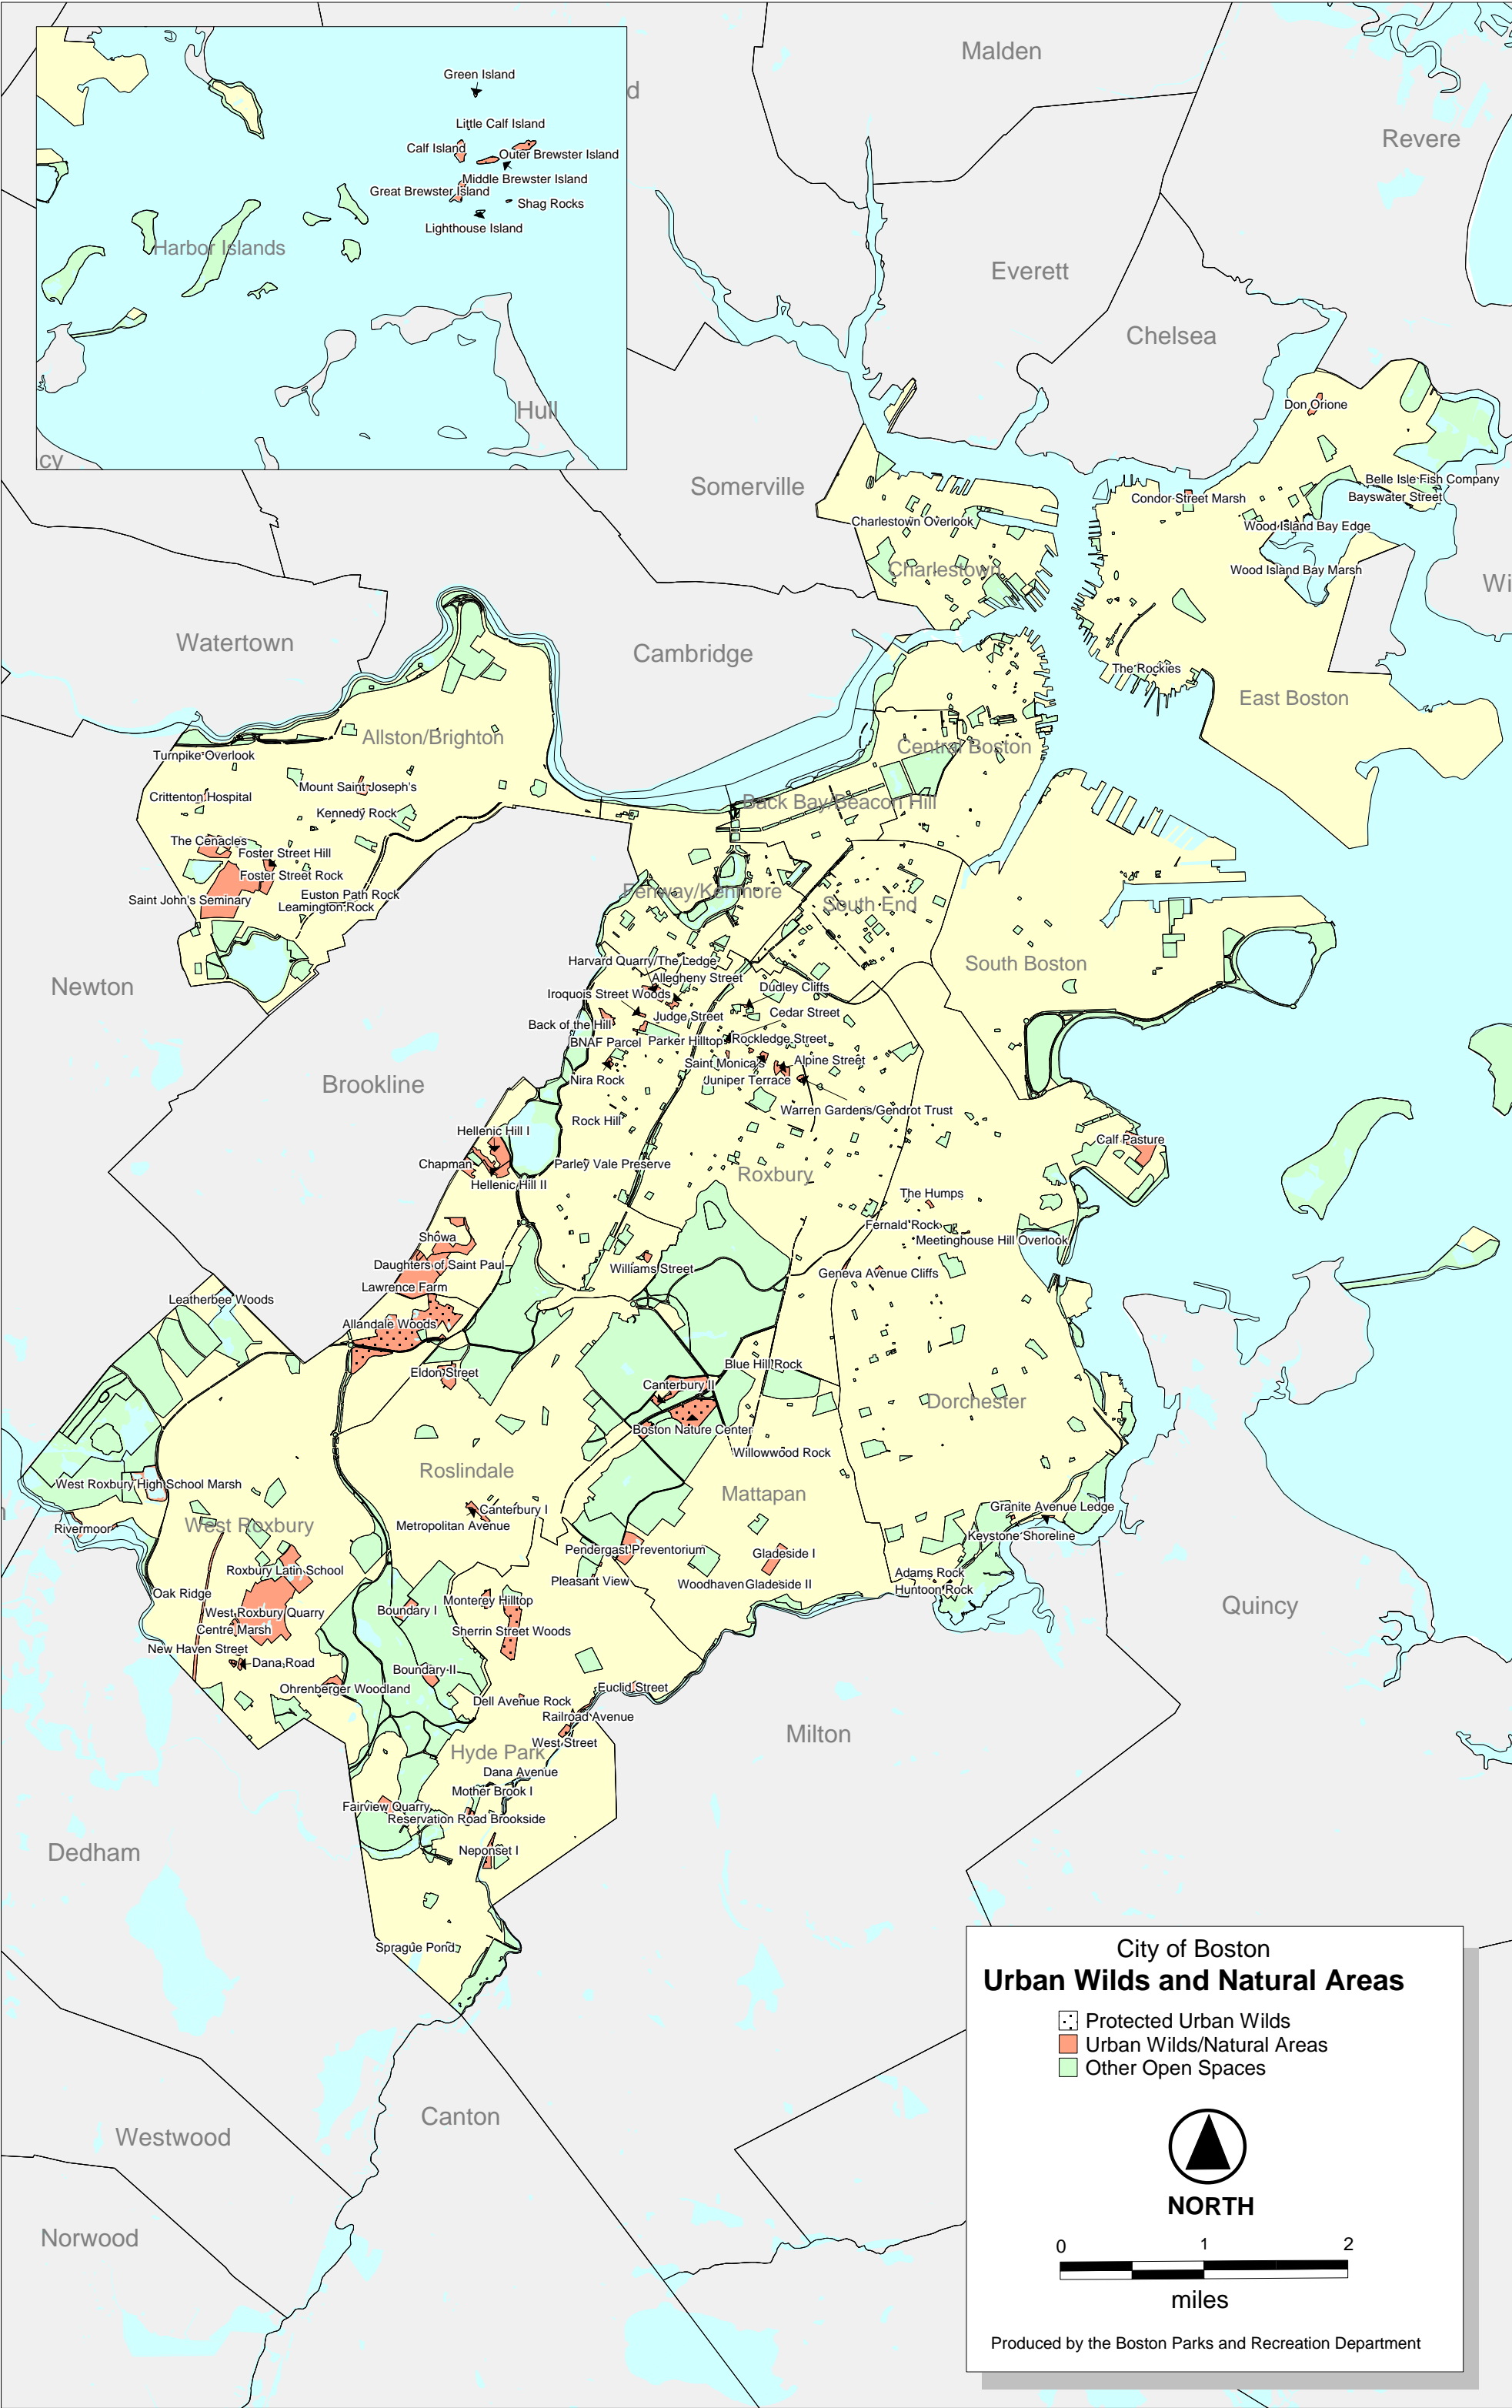 Malden
d
Revere
Green Island
Little Calf Island
Calf Island
Outer Brewster Island
Middle Brewster Island
Great Brewster Island
Shag Rocks
Lighthouse Island
Harbor Islands
Hull
cy
Everett
Chelsea
Don Orione
Somerville
Belle Isle Fish Company
Condor Street Marsh
Bayswater Street
Charlestown Overlook
Wood Island Bay Edge
Charlestown
Wood Island Bay Marsh
Wi
Watertown
Cambridge
The Rockies
East Boston
Allston/Brighton
Central Boston
Turnpike Overlook
Mount Saint Joseph's
Crittenton Hospital
Back Bay/Beacon Hill
Kennedy Rock
The Cenacles
Foster Street Hill
Foster Street Rock
Euston Path Rock
Saint John's Seminary
Leamington Rock
Fenway/Kenmore
South End
South Boston
Newton
Harvard Quarry/The Ledge
Allegheny Street
Iroquois Street Woods
Dudley Cliffs
Judge Street
Cedar Street
Back of the Hill
BNAF Parcel
Parker Hilltop
Rockledge Street
Saint Monica's
Alpine Street
Nira Rock
Juniper Terrace
Brookline
Warren Gardens/Gendrot Trust
Rock Hill
Hellenic Hill I
Calf Pasture
Chapman
Parley Vale Preserve
Roxbury
Hellenic Hill II
The Humps
Fernald Rock
Showa
Meetinghouse Hill Overlook
Daughters of Saint Paul
Williams Street
Geneva Avenue Cliffs
Lawrence Farm
Leatherbee Woods
Allandale Woods
Blue Hill Rock
Eldon Street
Canterbury II
Dorchester
Boston Nature Center
Willowwood Rock
Roslindale
West Roxbury High School Marsh
Mattapan
Canterbury I
Granite Avenue Ledge
Rivermoor
West Roxbury
Metropolitan Avenue
Keystone Shoreline
Pendergast Preventorium
Gladeside I
Roxbury Latin School
Adams Rock
Pleasant View
Woodhaven
Gladeside II
Huntoon Rock
Oak Ridge
Monterey Hilltop
Quincy
West Roxbury Quarry
Boundary I
Centre Marsh
Sherrin Street Woods
New Haven Street
Dana Road
Boundary II
Ohrenberger Woodland
Euclid Street
Dell Avenue Rock
Railroad Avenue
Milton
West Street
Hyde Park
Dana Avenue
Mother Brook I
Fairview Quarry
Reservation Road Brookside
Dedham
Neponset I
Sprague Pond
Canton
Westwood
Norwood
City of Boston
Urban Wilds and Natural Areas
Protected Urban Wilds
Urban Wilds/Natural Areas
Other Open Spaces
NORTH
0 1 2
miles
Produced by the Boston Parks and Recreation Department